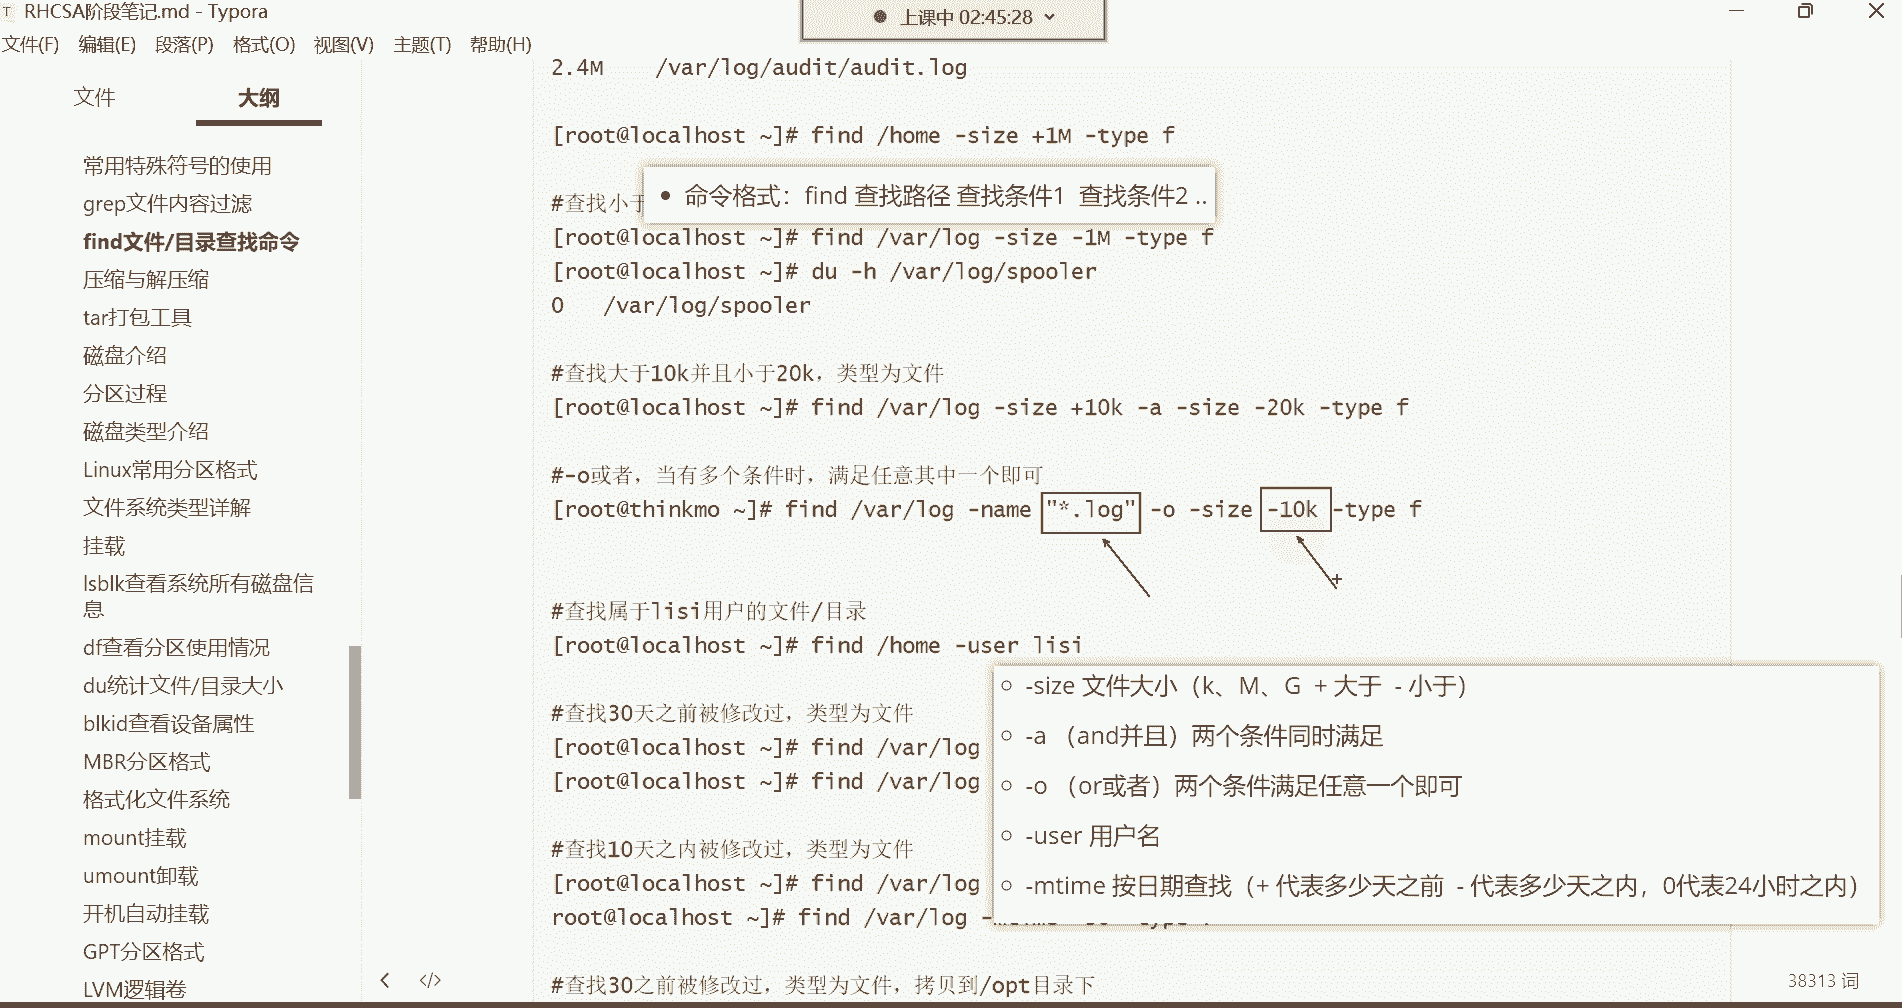 RHCSA阶段笔记.md - Typora
上课中 02:45:28
文件(F) 编辑(E) 段落(P) 格式(O) 视图(V) 主题(T) 帮助(H)
文件 大纲
常用特殊符号的使用
grep文件内容过滤
find文件/目录查找命令
压缩与解压缩
tar打包工具
磁盘介绍
分区过程
磁盘类型介绍
Linux常用分区格式
文件系统类型详解
挂载
lsblk查看系统所有磁盘信
息
df查看分区使用情况
du统计文件/目录大小
blkid查看设备属性
MBR分区格式
格式化文件系统
mount挂载
umount卸载
开机自动挂载
GPT分区格式
LVM逻辑卷
2.4M /var/log/audit/audit.log
[root@localhost ~]# find /home -size +1M -type f
命令格式：find 查找路径 查找条件1 查找条件2 ..
#查找小于
[root@localhost ~]# find /var/log -size -1M -type f
[root@localhost ~]# du -h /var/log/spooler
0 /var/log/spooler
#查找大于10k并且小于20k，类型为文件
[root@localhost ~]# find /var/log -size +10k -a -size -20k -type f
#-o或者，当有多个条件时，满足任意其中一个即可
[root@thinkmo ~]# find /var/log -name "*.log" -o -size -10k -type f
#查找属于lisi用户的文件/目录
[root@localhost ~]# find /home -user lisi
#查找30天之前被修改过，类型为文件
[root@localhost ~]# find /var/log
[root@localhost ~]# find /var/log
#查找10天之内被修改过，类型为文件
[root@localhost ~]# find /var/log
root@localhost ~]# find /var/log
#查找30之前被修改过，类型为文件，拷贝到/opt目录下
-size 文件大小（k、M、G + 大于 - 小于）
-a （and并且）两个条件同时满足
-o （or或者）两个条件满足任意一个即可
-user 用户名
-mtime 按日期查找（+ 代表多少天之前 - 代表多少天之内，0代表24小时之内）
38313 词